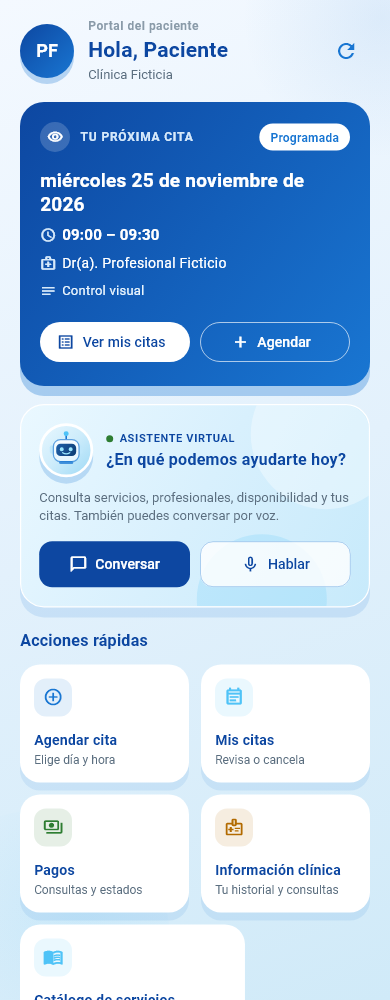 Portal del paciente
PF
Hola, Paciente
Clínica Ficticia
TU PRÓXIMA CITA
Programada
miércoles 25 de noviembre de
2026
09:00 – 09:30
Dr(a). Profesional Ficticio
Control visual
Ver mis citas
Agendar
ASISTENTE VIRTUAL
¿En qué podemos ayudarte hoy?
Consulta servicios, profesionales, disponibilidad y tus
citas. También puedes conversar por voz.
Conversar
Hablar
Acciones rápidas
Agendar cita
Elige día y hora
Mis citas
Revisa o cancela
Pagos
Consultas y estados
Información clínica
Tu historial y consultas
Catálogo de servicios